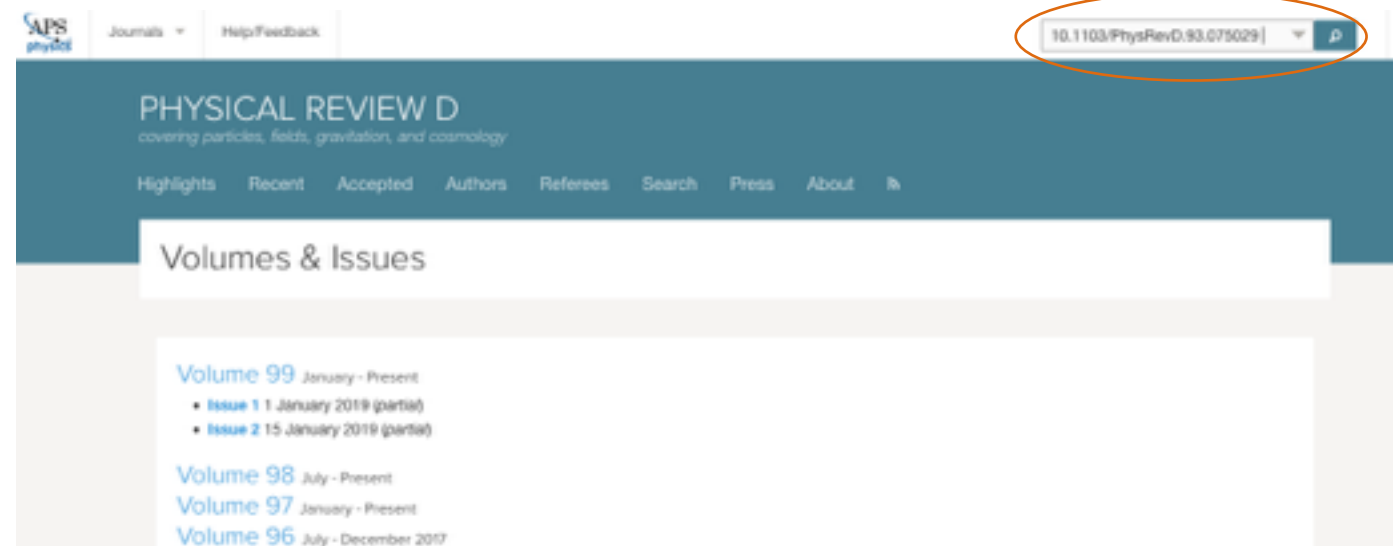 APS
physics
Journals
Help/Feedback
10.1103/PhysRevD.93.075029
PHYSICAL REVIEW D
covering particles, fields, gravitation, and cosmology
Highlights Recent Accepted Authors Referees Search Press About
Volumes & Issues
Volume 99 January - Present
• Issue 1 1 January 2019 (partial)
• Issue 2 15 January 2019 (partial)
Volume 98 July - Present
Volume 97 January - Present
Volume 96 July - December 2017